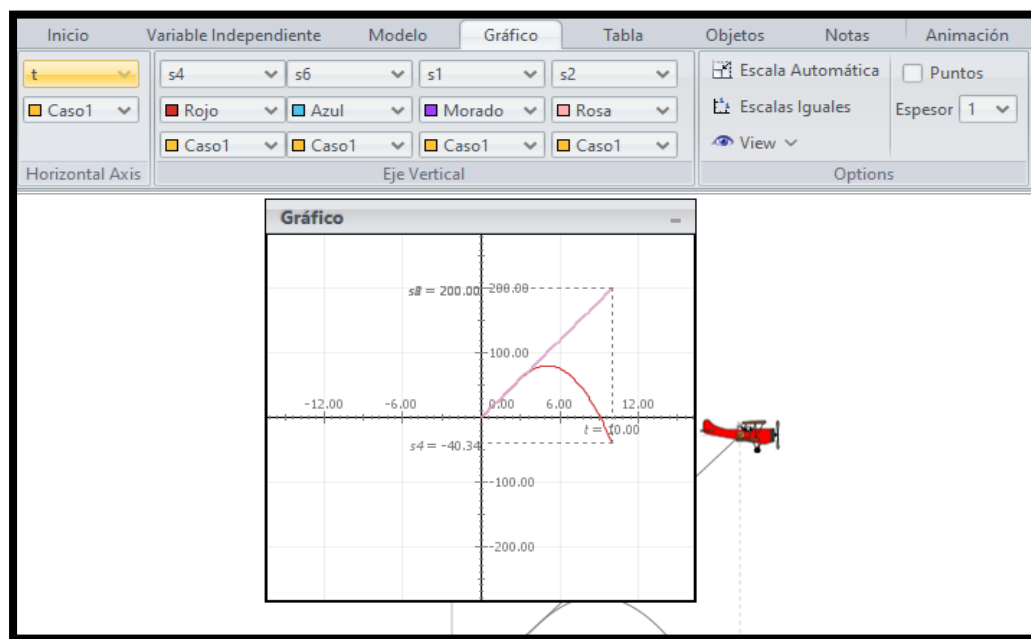 Inicio Variable Independiente Modelo Gráfico Tabla Objetos Notas Animación
t s4 s6 s1 s2 Escala Automática Puntos
Caso1 Rojo Azul Morado Rosa Escalas Iguales Espesor 1
Caso1 Caso1 Caso1 Caso1 View
Horizontal Axis Eje Vertical Options
Gráfico
= 200.00 200.00
100.00
-12.00 -6.00 0.00 6.00 12.00
t = 10.00
s4 = -40.34
-100.00
-200.00